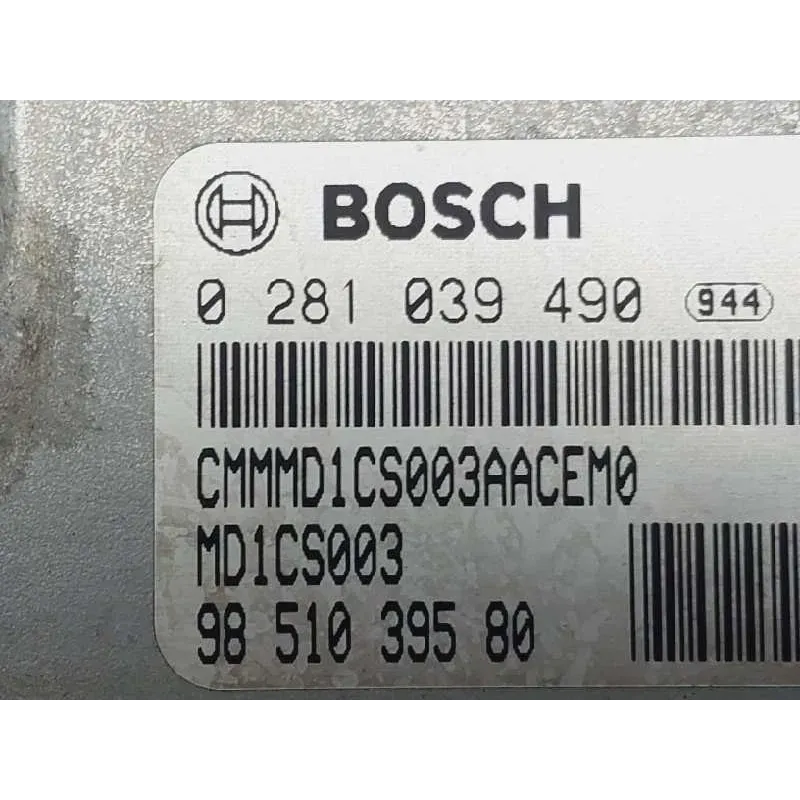 BOSCH
0 281 039 490 944
CMMMD1CS003AACEM0
MD1CS003
98 510 395 80